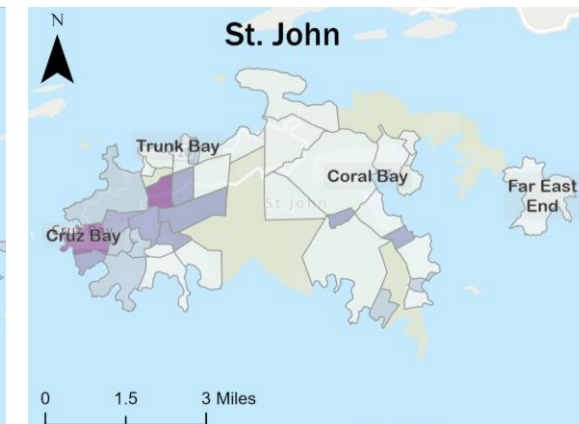 N
St. John
Trunk Bay
Coral Bay
Far East
End
St John
Cruz Bay
0 1.5 3 Miles